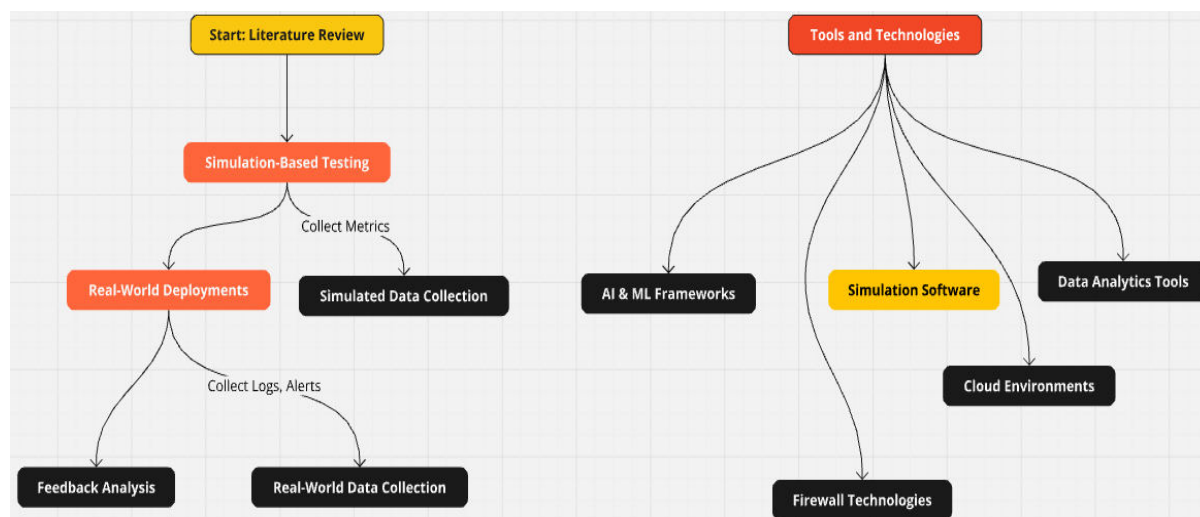 Start: Literature Review
Tools and Technologies
Simulation-Based Testing
Collect Metrics
Real-World Deployments
Simulated Data Collection
AI & ML Frameworks
Simulation Software
Data Analytics Tools
Collect Logs, Alerts
Cloud Environments
Feedback Analysis
Real-World Data Collection
Firewall Technologies